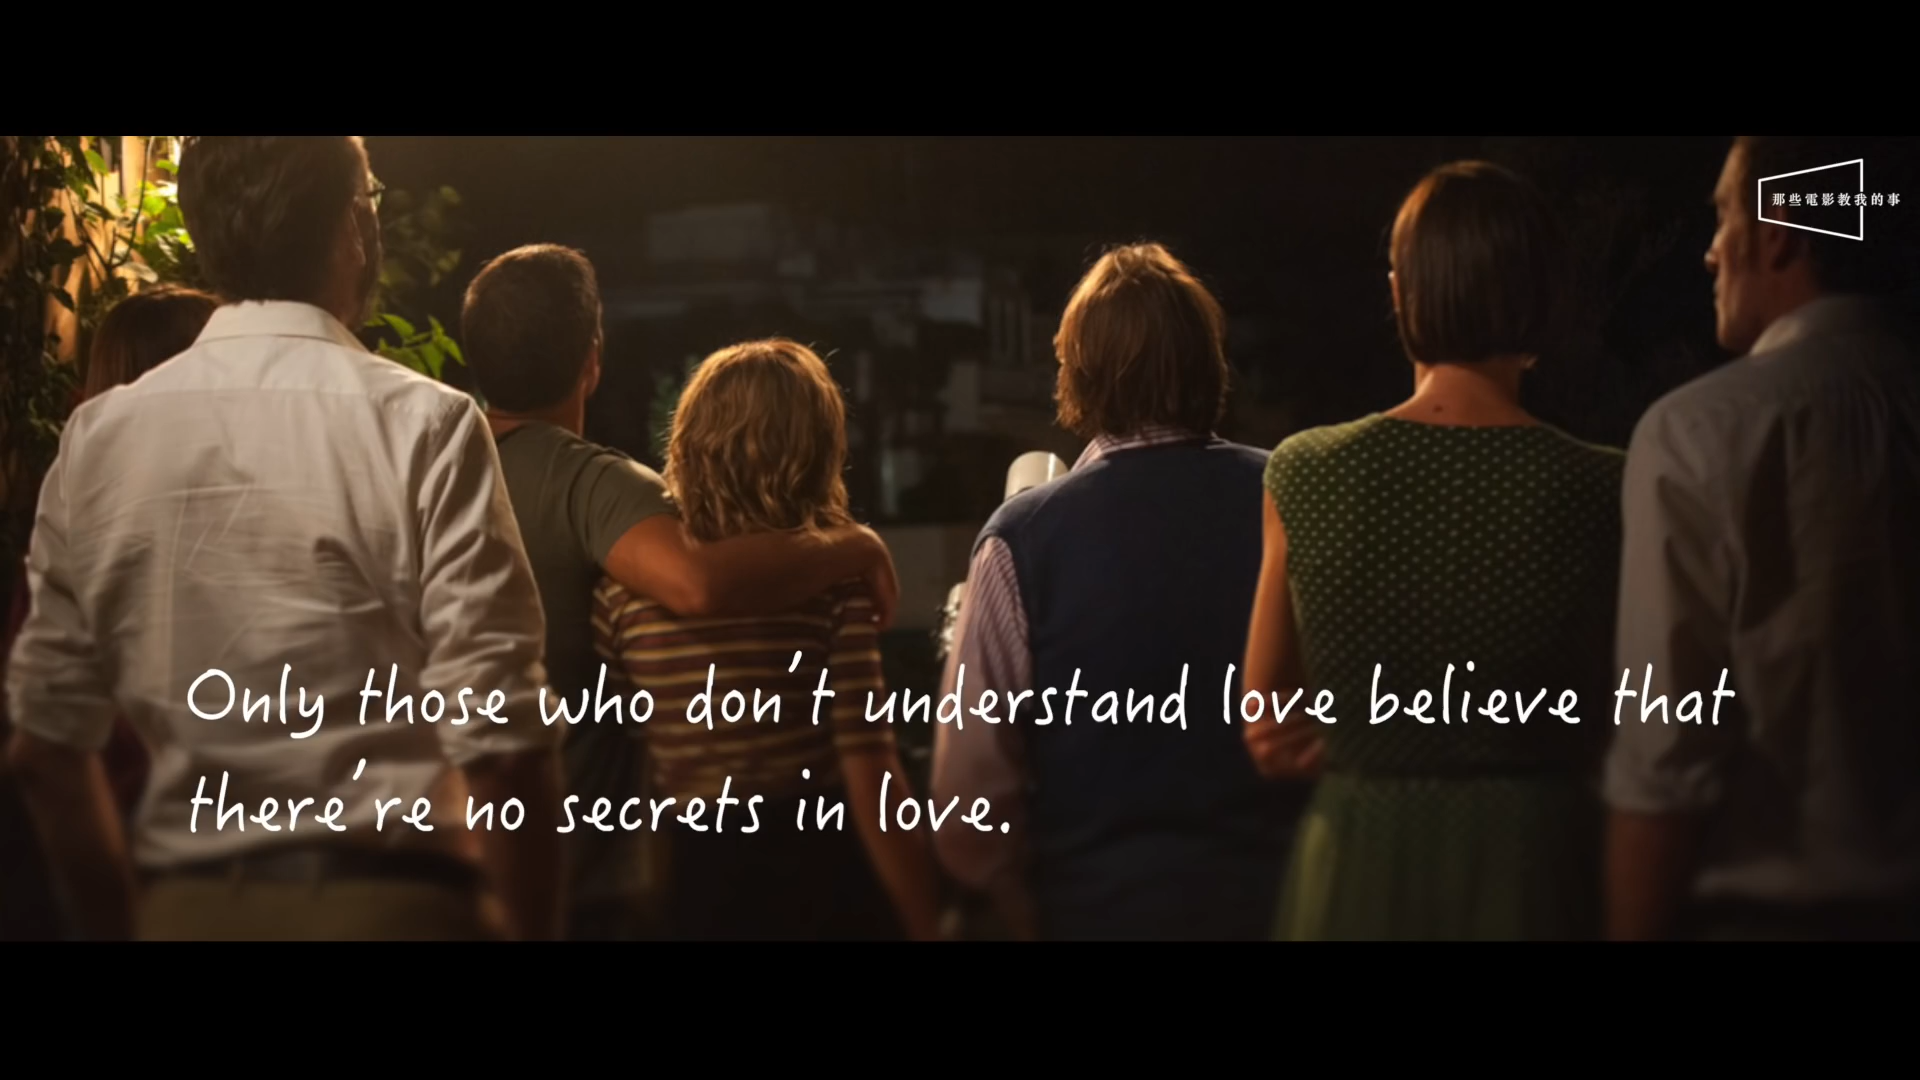 那些電影教我的事
Only those who don't understand love believe that
there're no secrets in love.